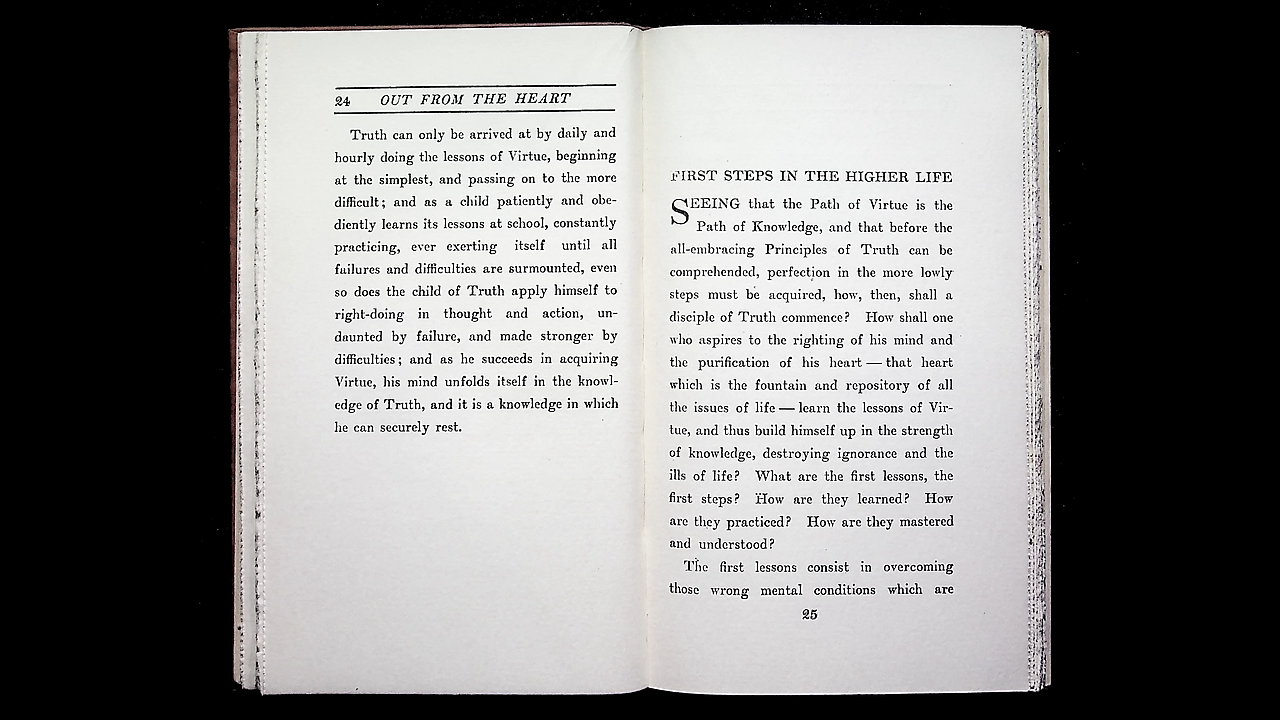 24 OUT FROM THE HEART
Truth can only be arrived at by daily and
hourly doing the lessons of Virtue, beginning
at the simplest, and passing on to the more
difficult; and as a child patiently and obe-
diently learns its lessons at school, constantly
practicing, ever exerting itself until all
failures and difficulties are surmounted, even
so does the child of Truth apply himself to
right-doing in thought and action, un-
daunted by failure, and made stronger by
difficulties; and as he succeeds in acquiring
Virtue, his mind unfolds itself in the knowl-
edge of Truth, and it is a knowledge in which
he can securely rest.
FIRST STEPS IN THE HIGHER LIFE
SEEING that the Path of Virtue is the
Path of Knowledge, and that before the
all-embracing Principles of Truth can be
comprehended, perfection in the more lowly
steps must be acquired, how, then, shall a
disciple of Truth commence? How shall one
who aspires to the righting of his mind and
the purification of his heart — that heart
which is the fountain and repository of all
the issues of life — learn the lessons of Vir-
tue, and thus build himself up in the strength
of knowledge, destroying ignorance and the
ills of life? What are the first lessons, the
first steps? How are they learned? How
are they practiced? How are they mastered
and understood?
The first lessons consist in overcoming
those wrong mental conditions which are
25